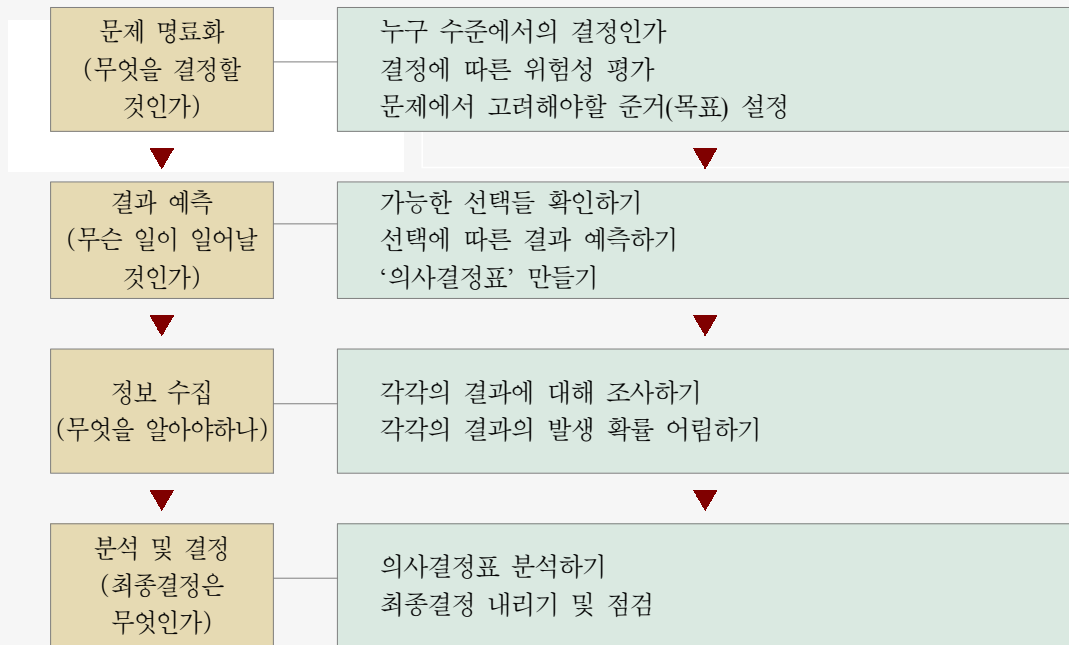 문제 명료화
(무엇을 결정할
것인가)
누구 수준에서의 결정인가
결정에 따른 위험성 평가
문제에서 고려해야할 준거(목표) 설정
결과 예측
(무슨 일이 일어날
것인가)
가능한 선택들 확인하기
선택에 따른 결과 예측하기
‘의사결정표’ 만들기
정보 수집
(무엇을 알아야하나)
각각의 결과에 대해 조사하기
각각의 결과의 발생 확률 어림하기
분석 및 결정
(최종결정은
무엇인가)
의사결정표 분석하기
최종결정 내리기 및 점검